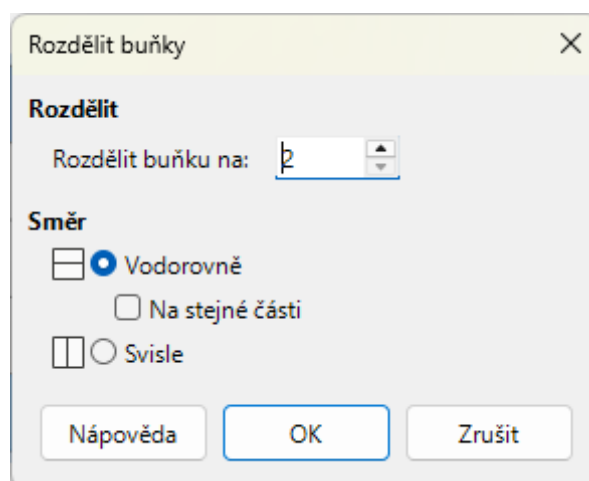 Rozdělit buňky
Rozdělit
Rozdělit buňku na: 2
Směr
Vodorovně
Na stejné části
Svisle
Nápověda OK Zrušit